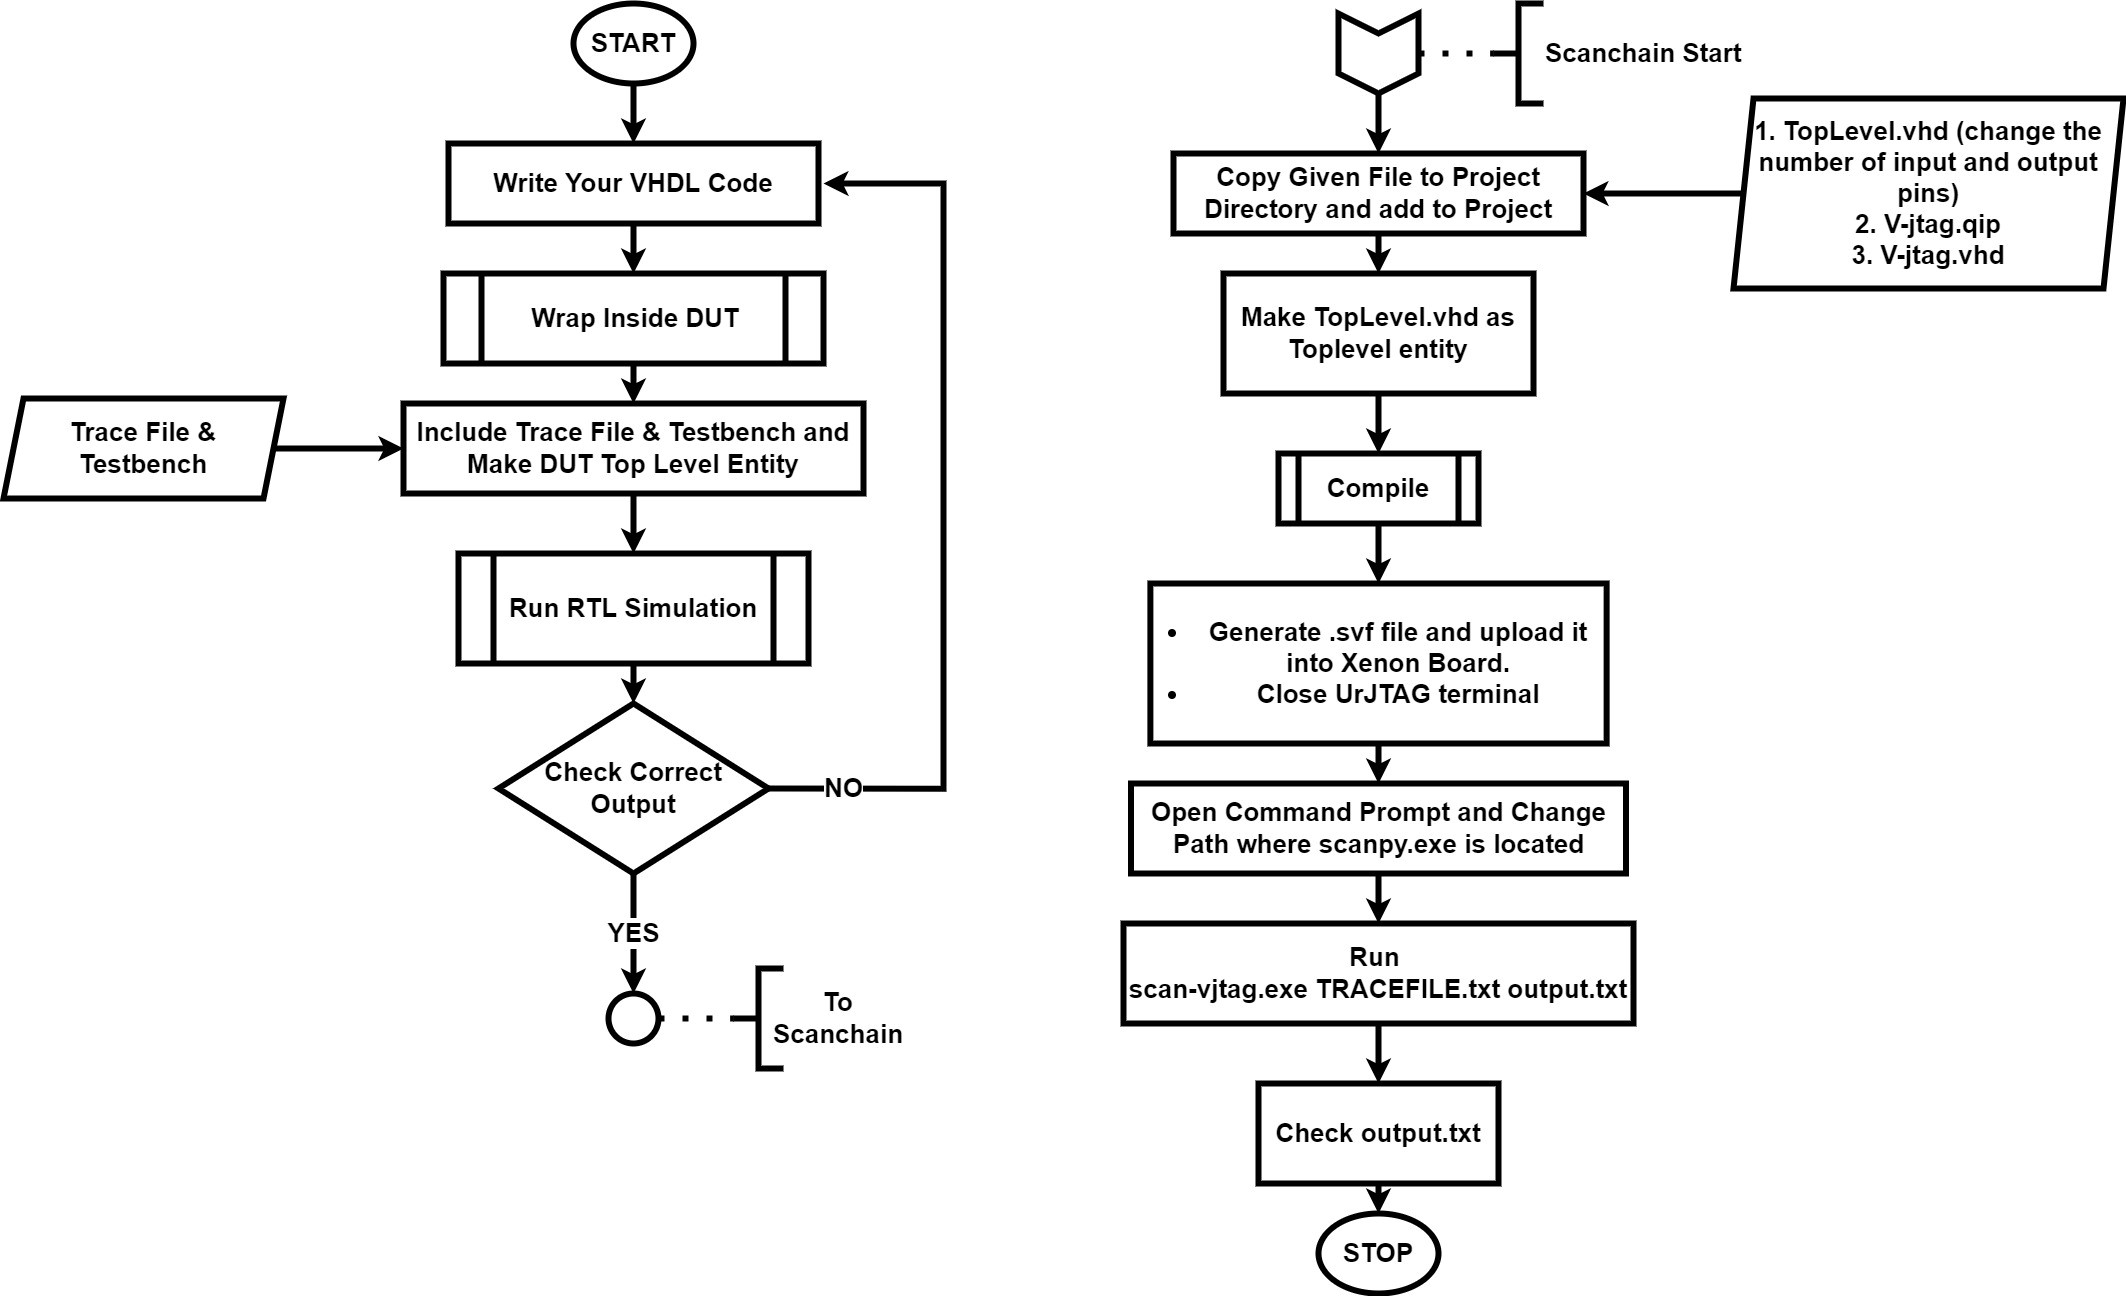 START
Write Your VHDL Code
Wrap Inside DUT
Trace File &
Testbench
Include Trace File & Testbench and
Make DUT Top Level Entity
Run RTL Simulation
Check Correct
Output
NO
YES
To
Scanchain
Scanchain Start
Copy Given File to Project
Directory and add to Project
1. TopLevel.vhd (change the
number of input and output
pins)
2. V-jtag.qip
3. V-jtag.vhd
Make TopLevel.vhd as
Toplevel entity
Compile
• Generate .svf file and upload it
into Xenon Board.
• Close UrJTAG terminal
Open Command Prompt and Change
Path where scanpy.exe is located
Run
scan-vjtag.exe TRACEFILE.txt output.txt
Check output.txt
STOP